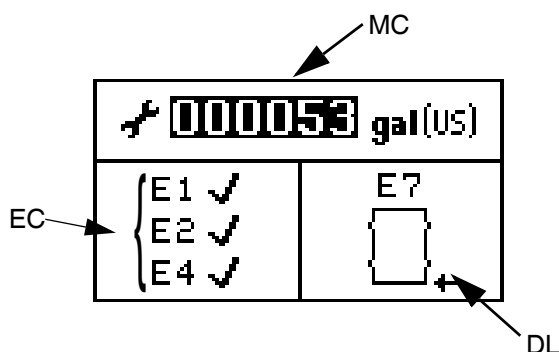 MC
000053 gal(US)
EC
E1 ✓
E2 ✓
E4 ✓
E7
DL